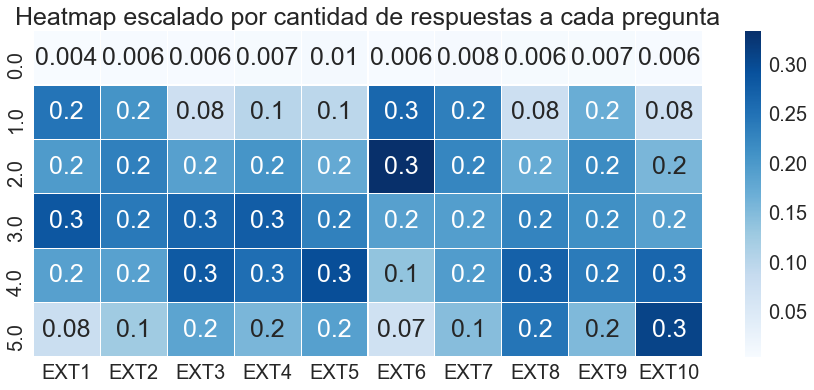 Heatmap escalado por cantidad de respuestas a cada pregunta
0.0 0.004 0.006 0.006 0.007 0.01 0.006 0.008 0.006 0.007 0.006
1.0 0.2 0.2 0.08 0.1 0.1 0.3 0.2 0.08 0.2 0.08
2.0 0.2 0.2 0.2 0.2 0.2 0.3 0.2 0.2 0.2 0.2
3.0 0.3 0.2 0.3 0.3 0.2 0.2 0.2 0.2 0.2 0.2
4.0 0.2 0.2 0.3 0.3 0.3 0.1 0.2 0.3 0.2 0.3
5.0 0.08 0.1 0.2 0.2 0.2 0.07 0.1 0.2 0.2 0.3
EXT1 EXT2 EXT3 EXT4 EXT5 EXT6 EXT7 EXT8 EXT9 EXT10
0.30
0.25
0.20
0.15
0.10
0.05